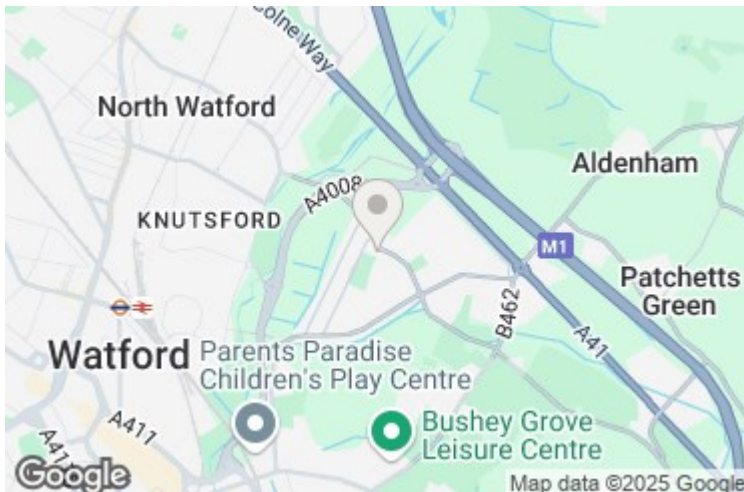 Colne Way
North Watford
A4008
Aldenham
KNUTSFORD
M1
Patchetts
Green
B462
A41
Watford
Parents Paradise
Children's Play Centre
A411
Bushey Grove
Leisure Centre
Google
Map data ©2025 Google